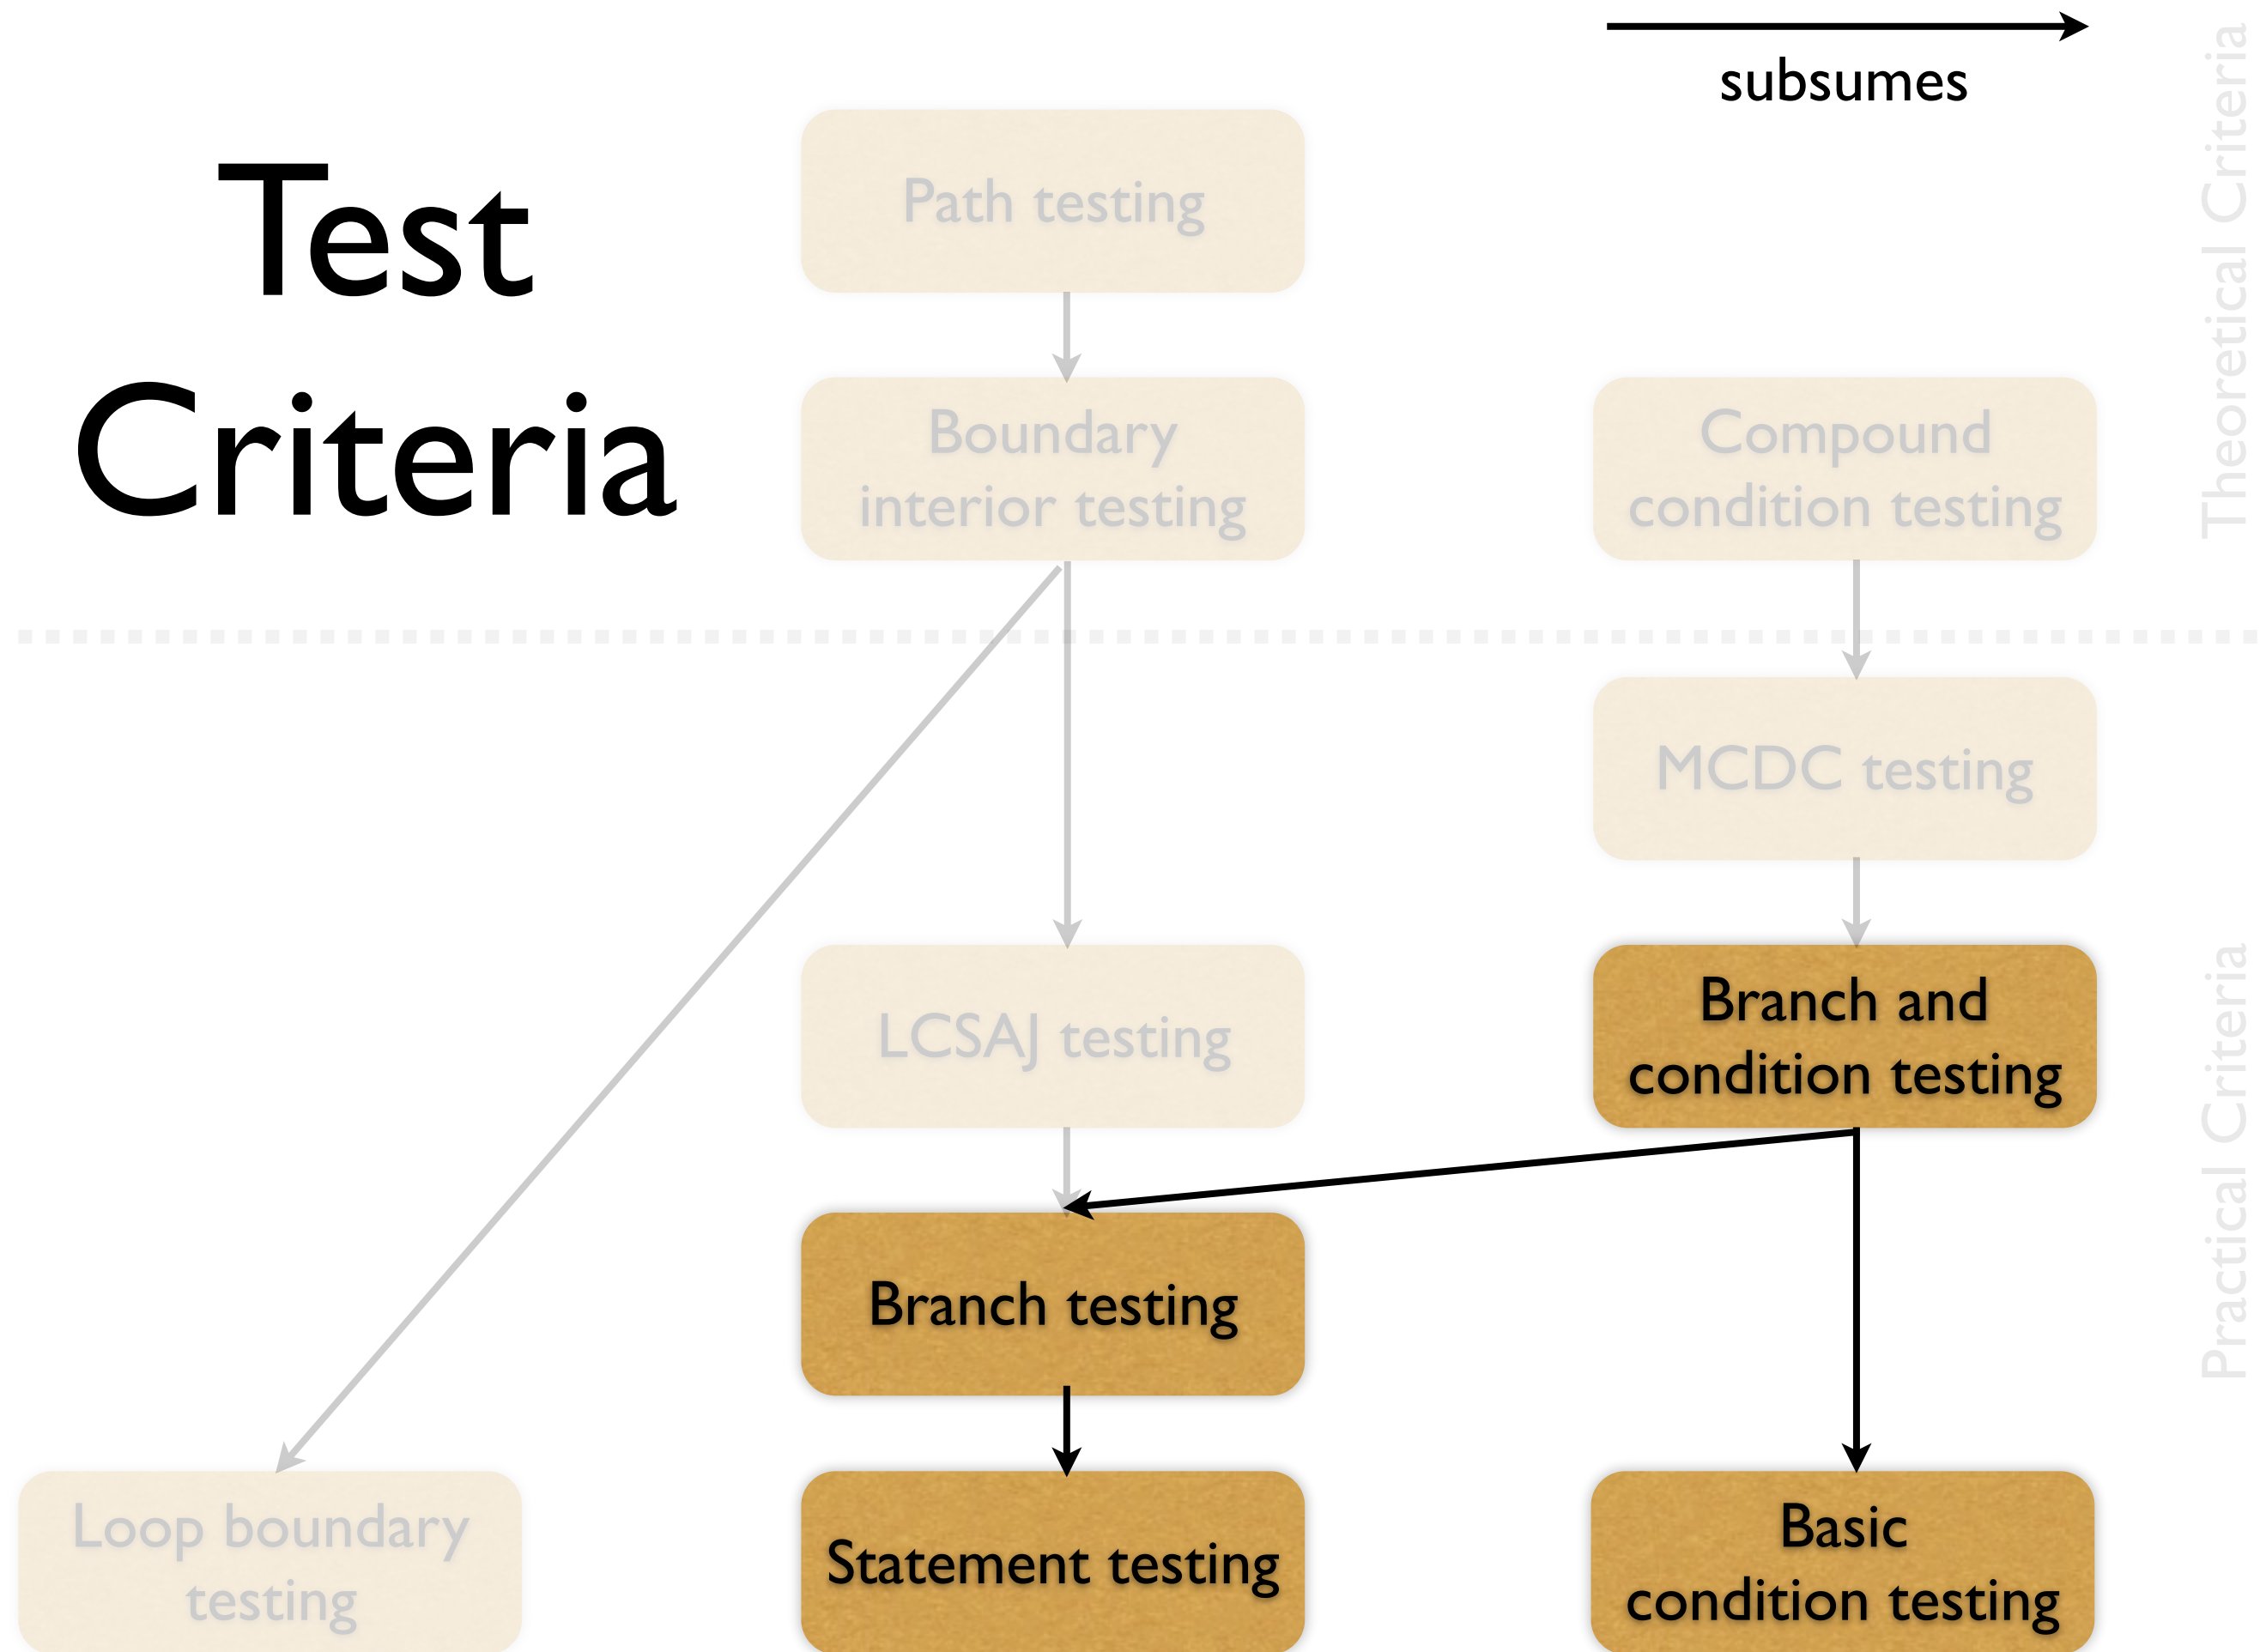 subsumes
Test
Criteria
Path testing
Boundary
interior testing
Compound
condition testing
Theoretical Criteria
MCDC testing
LCSAJ testing
Branch and
condition testing
Practical Criteria
Branch testing
Loop boundary
testing
Statement testing
Basic
condition testing